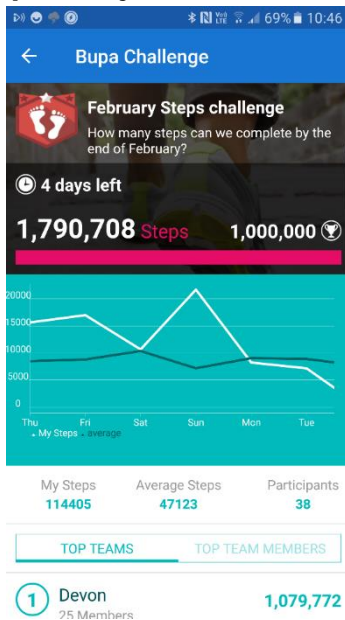 69% 10:46
Bupa Challenge
February Steps challenge
How many steps can we complete by the
end of February?
4 days left
1,790,708 Steps 1,000,000
20000
15000
10000
5000
0
Thu Fri Sat Sun Mon Tue
My Steps average
My Steps Average Steps Participants
114405 47123 38
TOP TEAMS TOP TEAM MEMBERS
1 Devon 1,079,772
25 Members